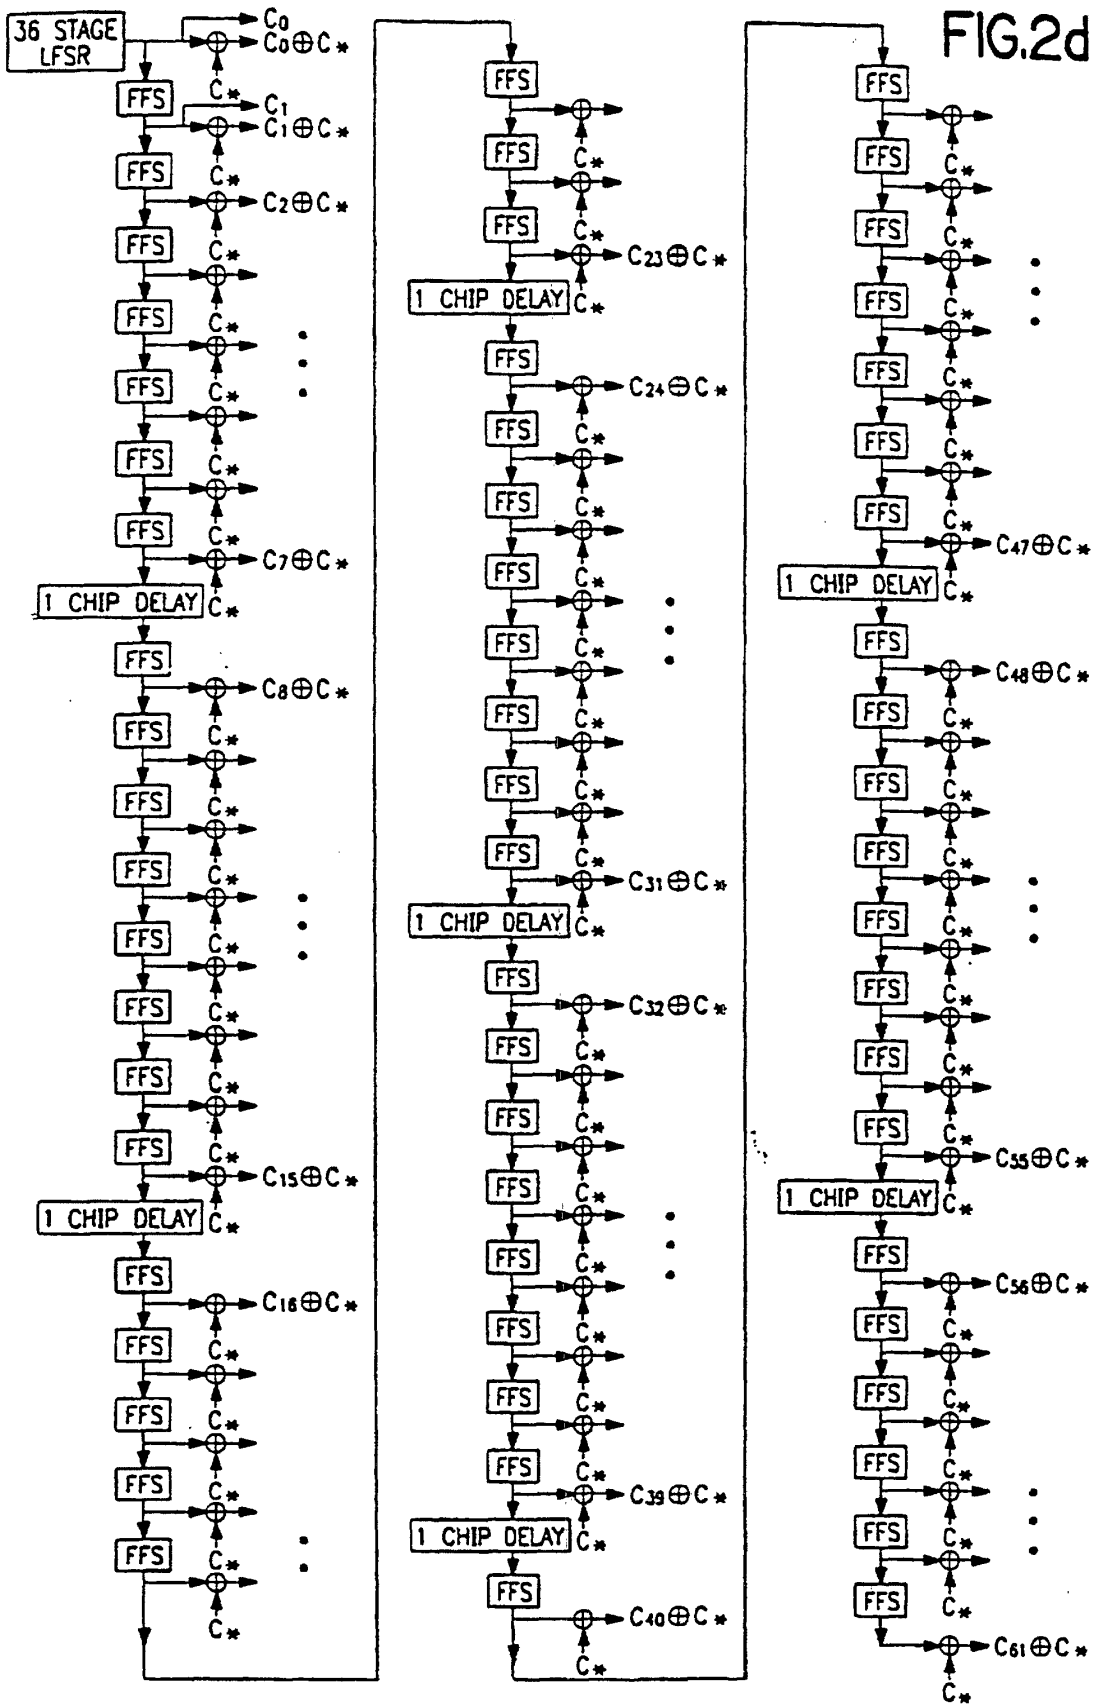 FIG.2d
36 STAGE
LFSR
C₀
C₀⊕C*
C*
FFS
C₁
C₁⊕C*
C*
FFS
C₂⊕C*
C*
FFS
C*
FFS
C*
FFS
C*
FFS
C*
FFS
C₇⊕C*
C*
1 CHIP DELAY
FFS
C₈⊕C*
C*
FFS
C*
FFS
C*
FFS
C*
FFS
C*
FFS
C*
FFS
C*
FFS
C₁₅⊕C*
C*
1 CHIP DELAY
FFS
C₁₆⊕C*
C*
FFS
C*
FFS
C*
FFS
C*
FFS
C*
FFS
C*
FFS
C*
FFS
C₂₃⊕C*
C*
1 CHIP DELAY
FFS
C₂₄⊕C*
C*
FFS
C*
FFS
C*
FFS
C*
FFS
C*
FFS
C*
FFS
C*
FFS
C₃₁⊕C*
C*
1 CHIP DELAY
FFS
C₃₂⊕C*
C*
FFS
C*
FFS
C*
FFS
C*
FFS
C*
FFS
C*
FFS
C*
FFS
C₃₉⊕C*
C*
1 CHIP DELAY
FFS
C₄₀⊕C*
C*
FFS
C*
FFS
C*
FFS
C*
FFS
C*
FFS
C*
FFS
C*
FFS
C₄₇⊕C*
C*
1 CHIP DELAY
FFS
C₄₈⊕C*
C*
FFS
C*
FFS
C*
FFS
C*
FFS
C*
FFS
C*
FFS
C*
FFS
C₅₅⊕C*
C*
1 CHIP DELAY
FFS
C₅₆⊕C*
C*
FFS
C*
FFS
C*
FFS
C*
FFS
C*
FFS
C₆₁⊕C*
C*